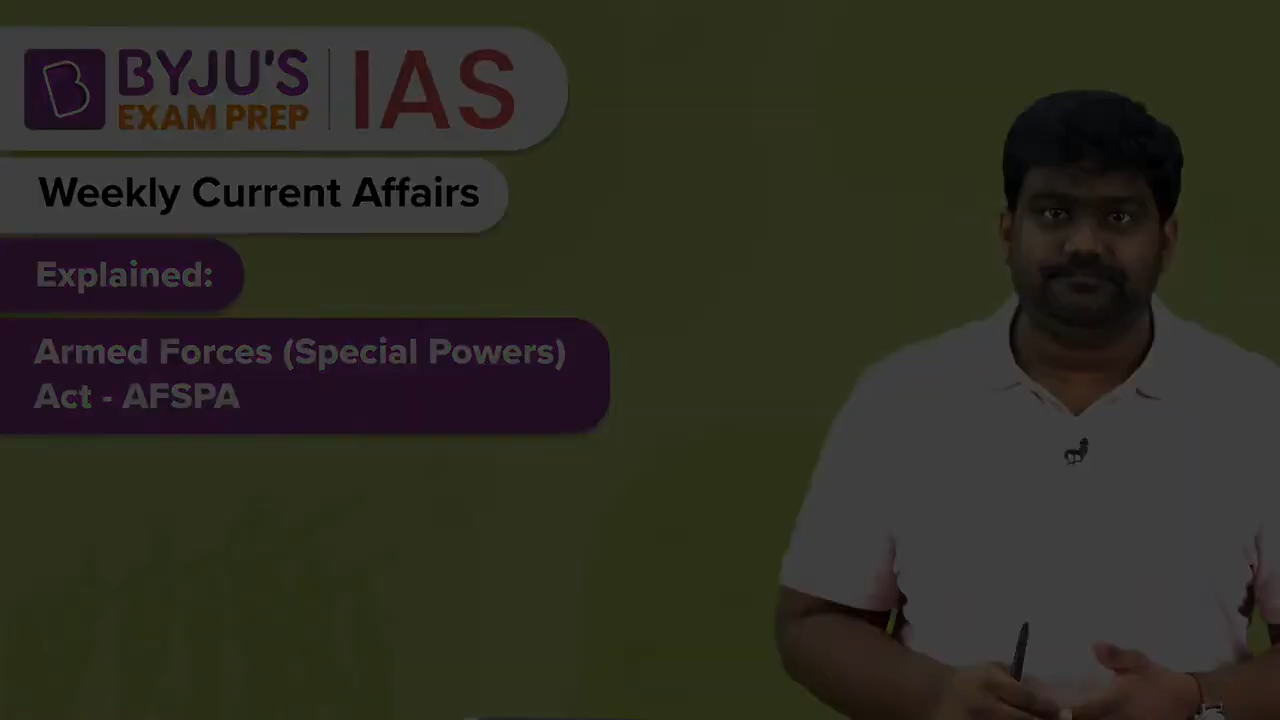 BYJU'S
EXAM PREP
IAS
Weekly Current Affairs
Explained:
Armed Forces (Special Powers)
Act - AFSPA